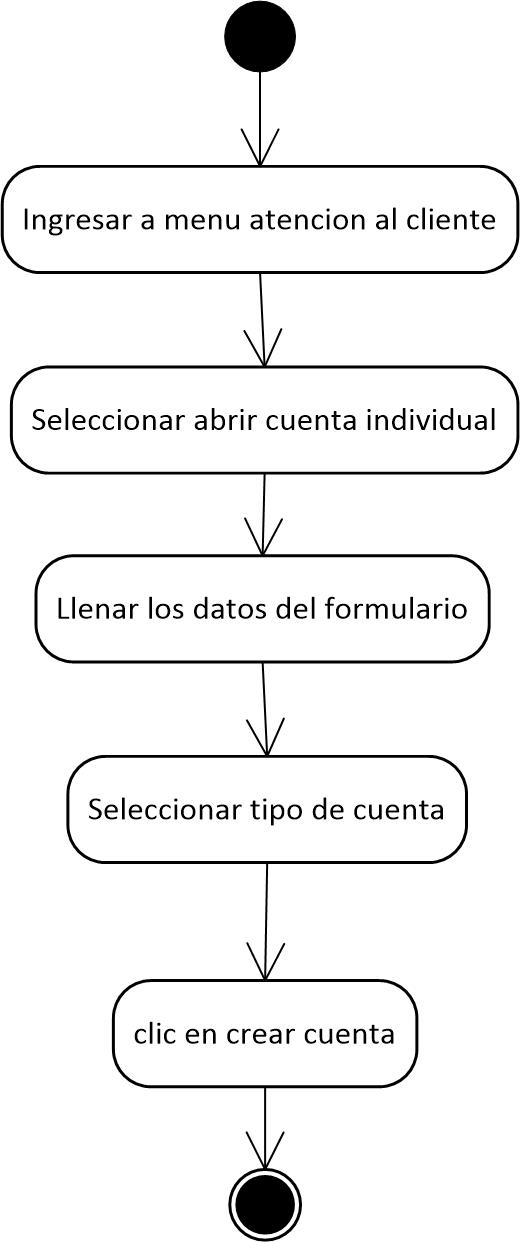 Ingresar a menu atencion al cliente
Seleccionar abrir cuenta individual
Llenar los datos del formulario
Seleccionar tipo de cuenta
clic en crear cuenta